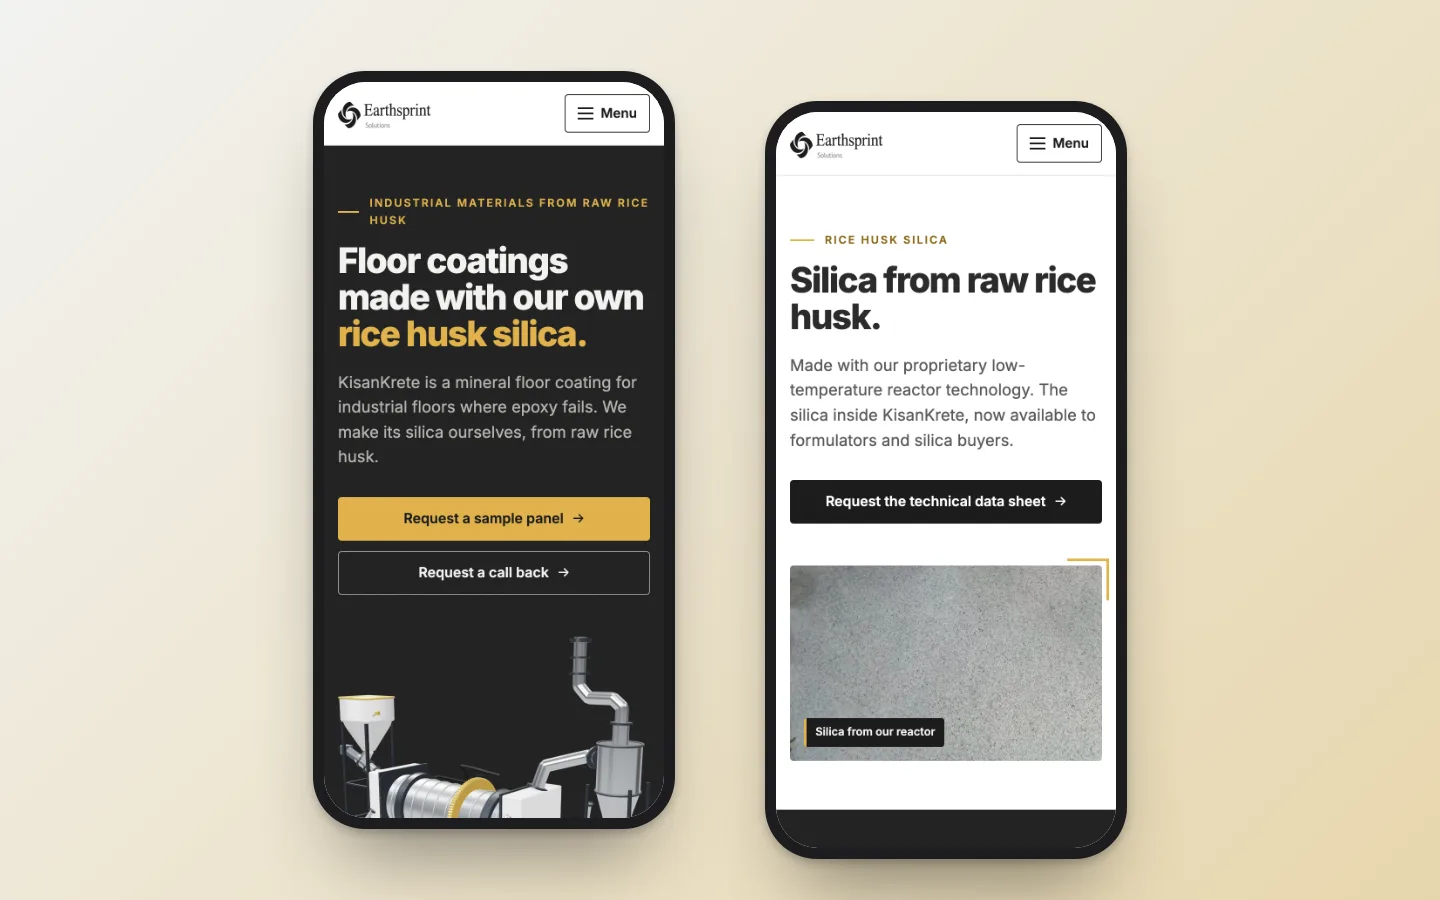 Earthsprint
Solutions
Menu
INDUSTRIAL MATERIALS FROM RAW RICE
HUSK
Floor coatings
made with our own
rice husk silica.
KisanKrete is a mineral floor coating for
industrial floors where epoxy fails. We
make its silica ourselves, from raw rice
husk.
Request a sample panel →
Request a call back →
Earthsprint
Solutions
Menu
RICE HUSK SILICA
Silica from raw rice
husk.
Made with our proprietary low-
temperature reactor technology. The
silica inside KisanKrete, now available to
formulators and silica buyers.
Request the technical data sheet →
Silica from our reactor